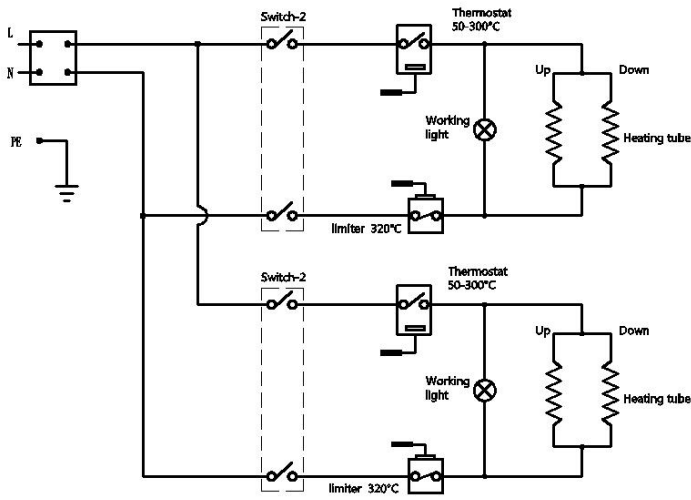 Switch-2
Thermostat
50-300°C
L
N
Up
Down
Working
light
Heating tube
PE
limiter 320°C
Switch-2
Thermostat
50-300°C
Up
Down
Working
light
Heating tube
limiter 320°C